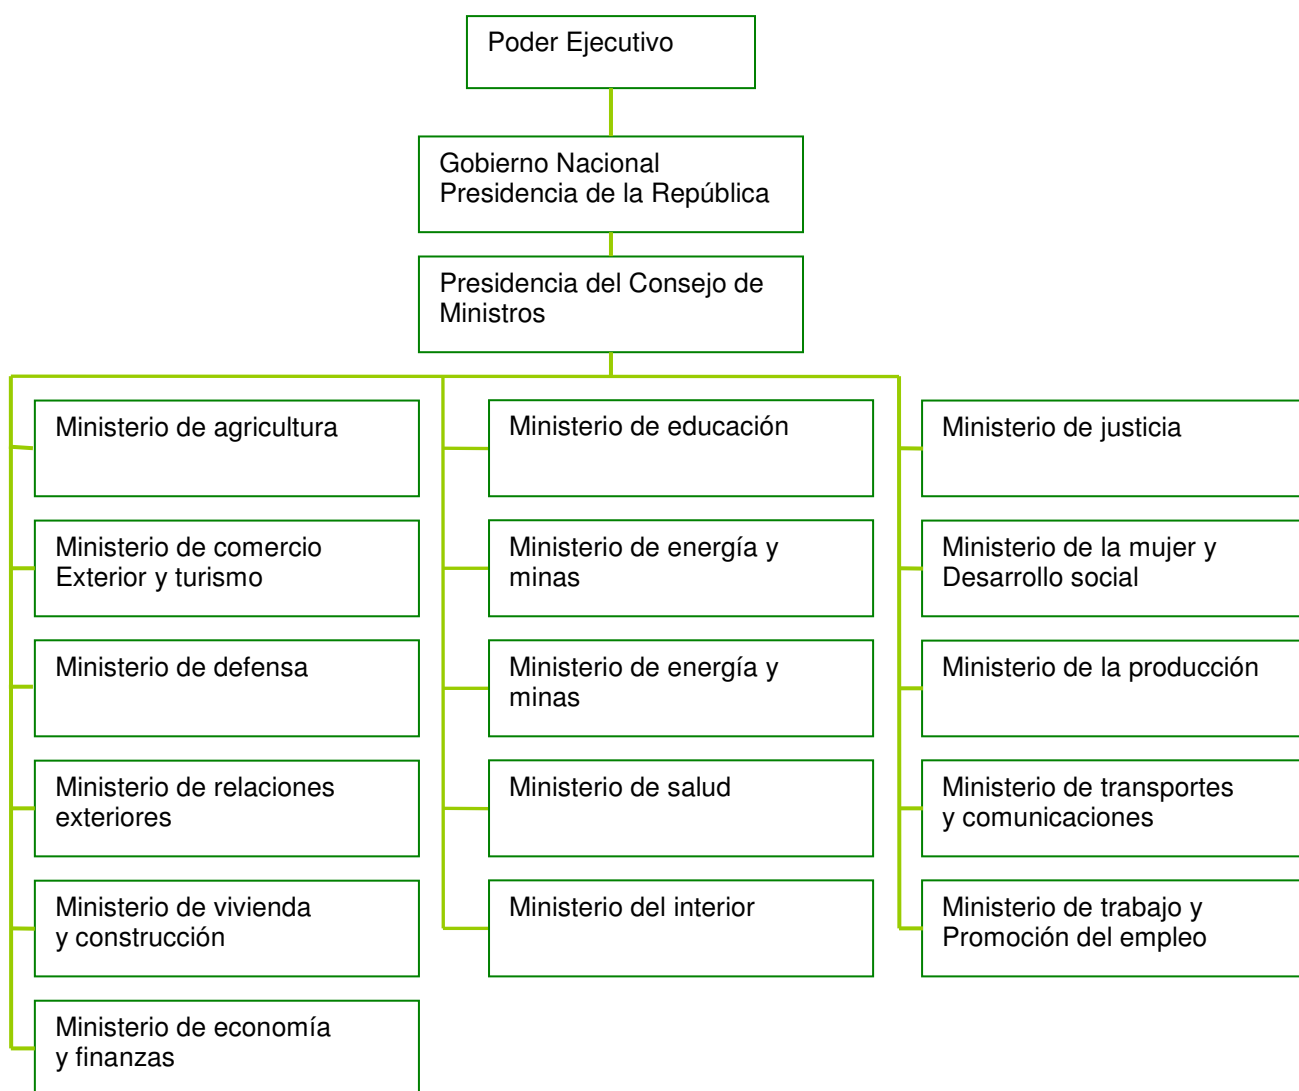 Poder Ejecutivo
Gobierno Nacional
Presidencia de la República
Presidencia del Consejo de
Ministros
Ministerio de agricultura
Ministerio de educación
Ministerio de justicia
Ministerio de comercio
Exterior y turismo
Ministerio de energía y
minas
Ministerio de la mujer y
Desarrollo social
Ministerio de defensa
Ministerio de energía y
minas
Ministerio de la producción
Ministerio de relaciones
exteriores
Ministerio de salud
Ministerio de transportes
y comunicaciones
Ministerio de vivienda
y construcción
Ministerio del interior
Ministerio de trabajo y
Promoción del empleo
Ministerio de economía
y finanzas